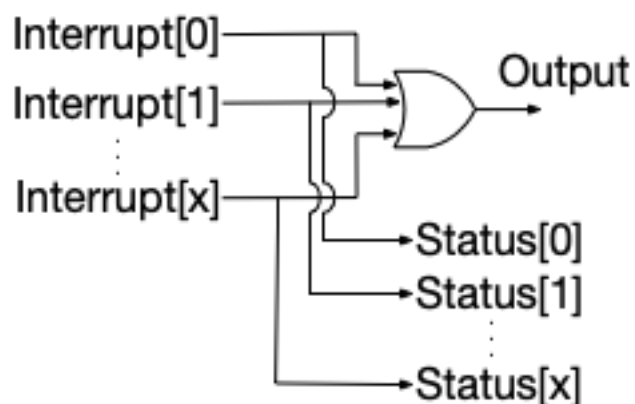 Interrupt[0]
Output
Interrupt[1]
Interrupt[x]
Status[0]
Status[1]
Status[x]